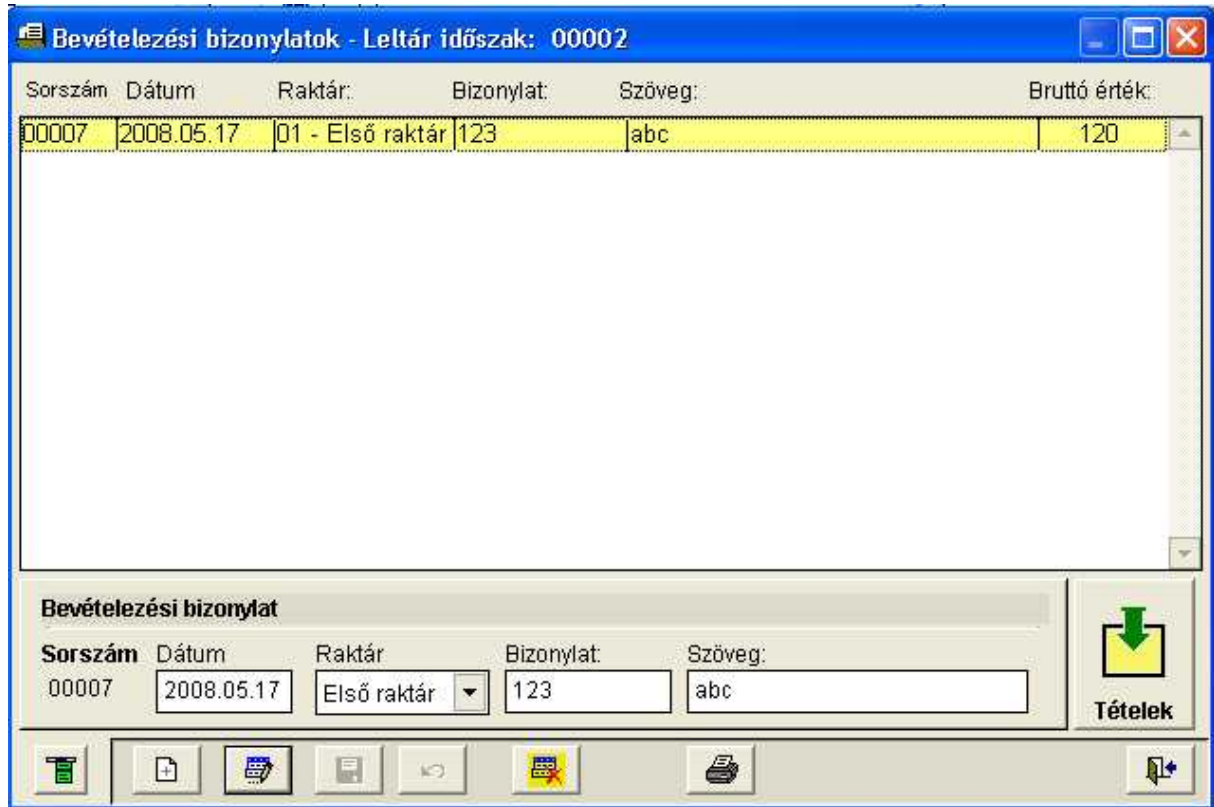 Bevételezési bizonylatok - Leltár időszak: 00002
Sorszám Dátum Raktár: Bizonylat: Szöveg: Bruttó érték:
00007 2008.05.17 01 - Első raktár 123 abc 120
Bevételezési bizonylat
Sorszám Dátum Raktár Bizonylat: Szöveg:
00007 2008.05.17 Első raktár 123 abc
Tételek